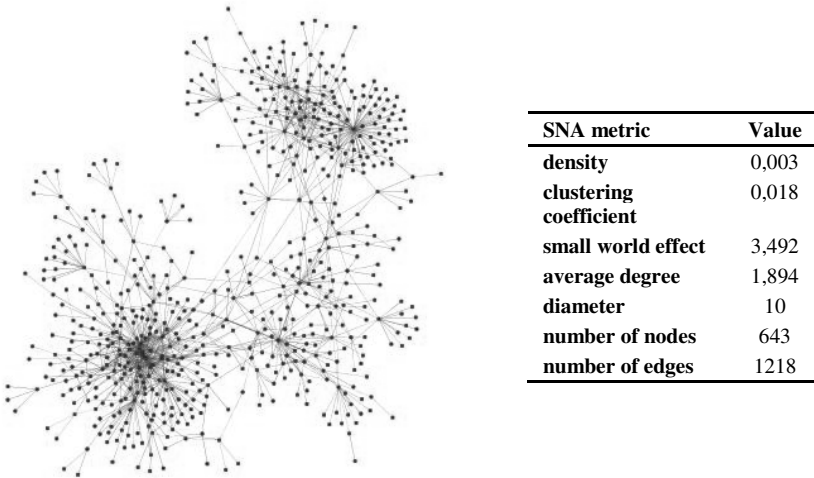 SNA metric Value
density 0,003
clustering 0,018
coefficient
small world effect 3,492
average degree 1,894
diameter 10
number of nodes 643
number of edges 1218